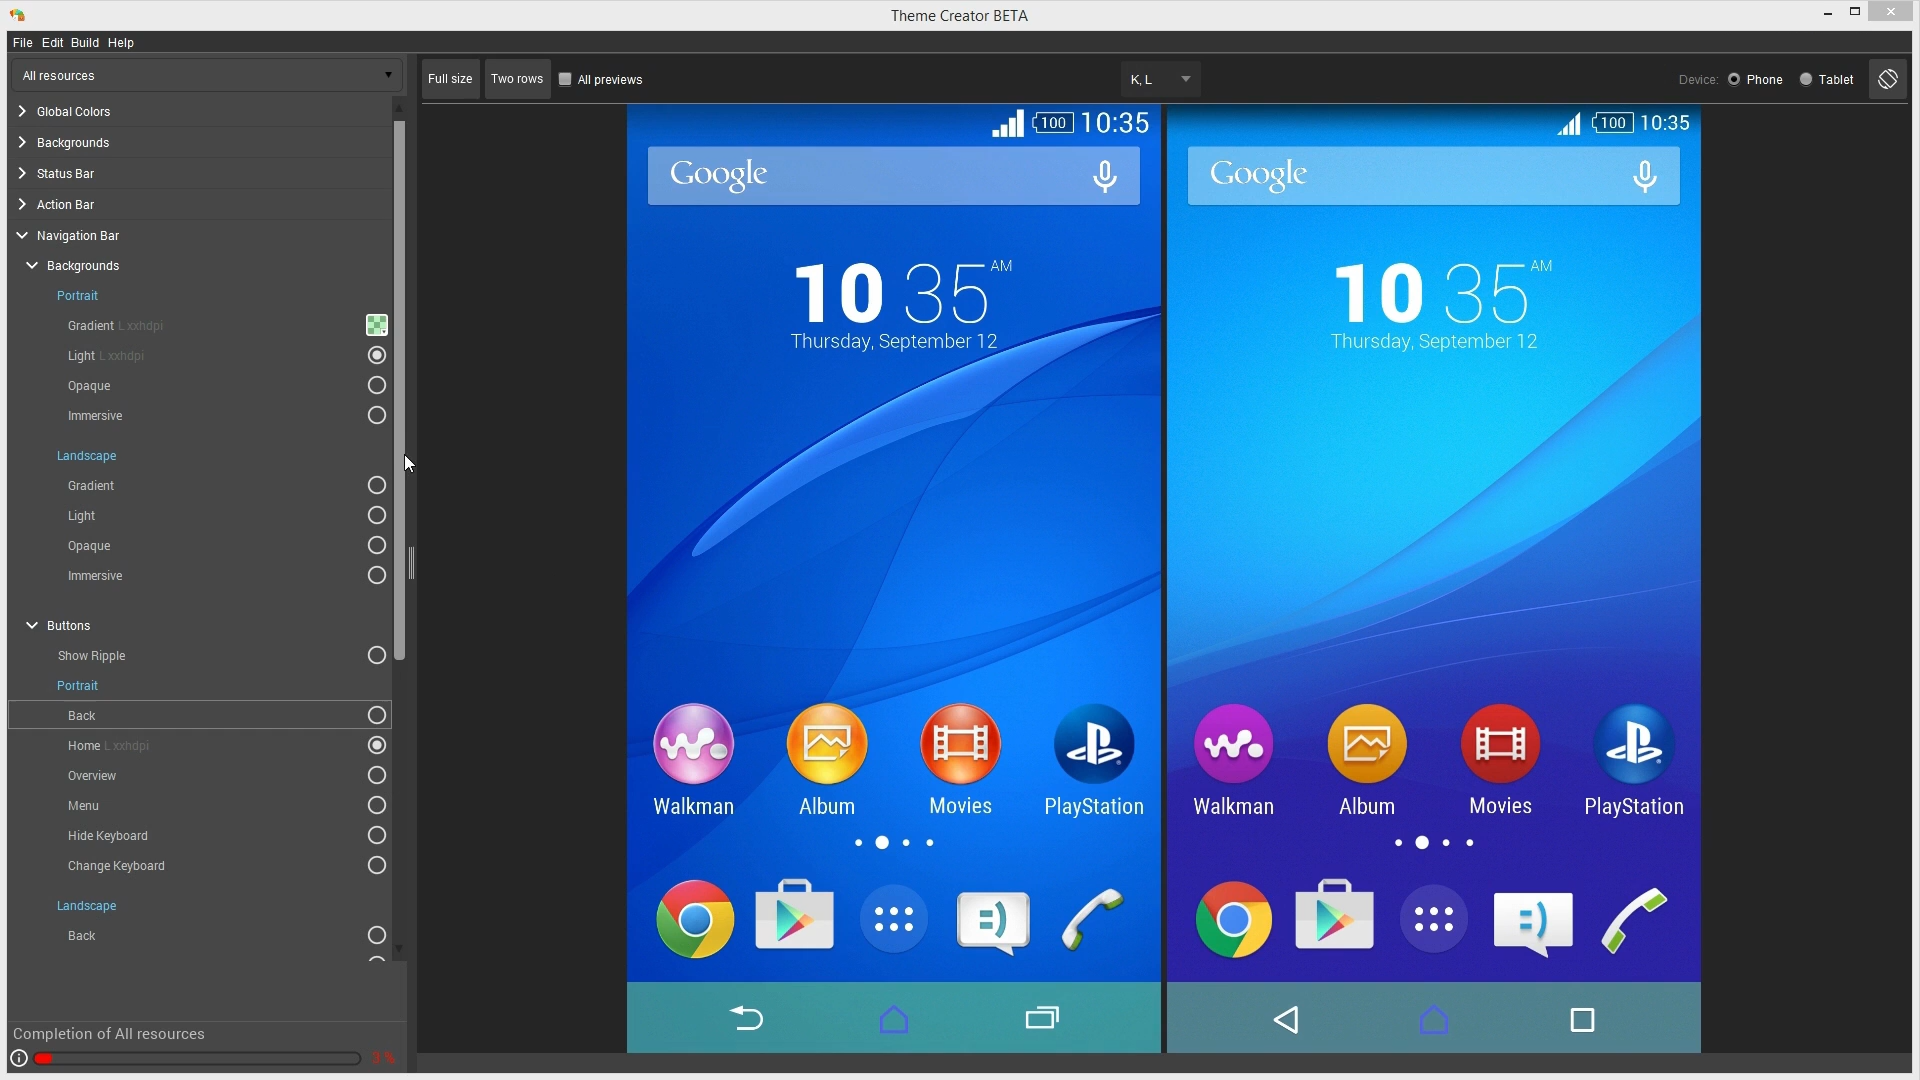 Theme Creator BETA
File Edit Build Help
All resources
Full size Two rows All previews K, L Device: Phone Tablet
Global Colors
Backgrounds
Status Bar
Action Bar
Navigation Bar
Backgrounds
Portrait
Gradient L xxhdpi
Light L xxhdpi
Opaque
Immersive
Landscape
Gradient
Light
Opaque
Immersive
Buttons
Show Ripple
Portrait
Back
Home L xxhdpi
Overview
Menu
Hide Keyboard
Change Keyboard
Landscape
Back
Completion of All resources
3 %
100 10:35
Google
10 35 AM
Thursday, September 12
Walkman Album Movies PlayStation
100 10:35
Google
10 35 AM
Thursday, September 12
Walkman Album Movies PlayStation